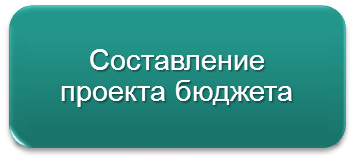 Составление
проекта бюджета